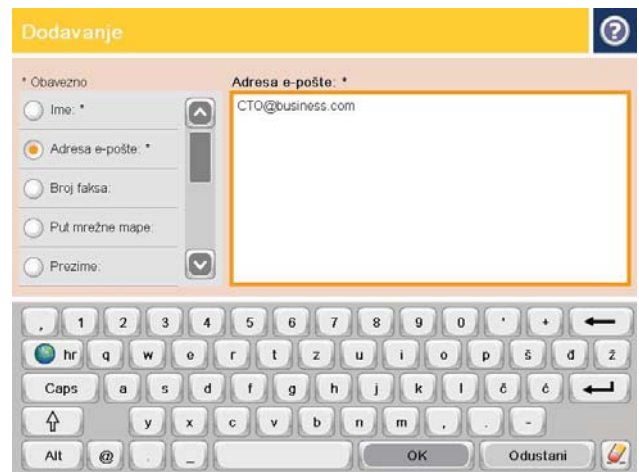 Dodavanje
?
* Obavezno
Adresa e-pošte: *
Ime: *
CTO@business.com
Adresa e-pošte: *
Broj faksa:
Put mrežne mape:
Prezime:
, 1 2 3 4 5 6 7 8 9 0 ' +
hr q w e r t z u i o p š đ ž
Caps a s d f g h j k l č ć
y x c v b n m , . -
Alt @ . _ OK Odustani